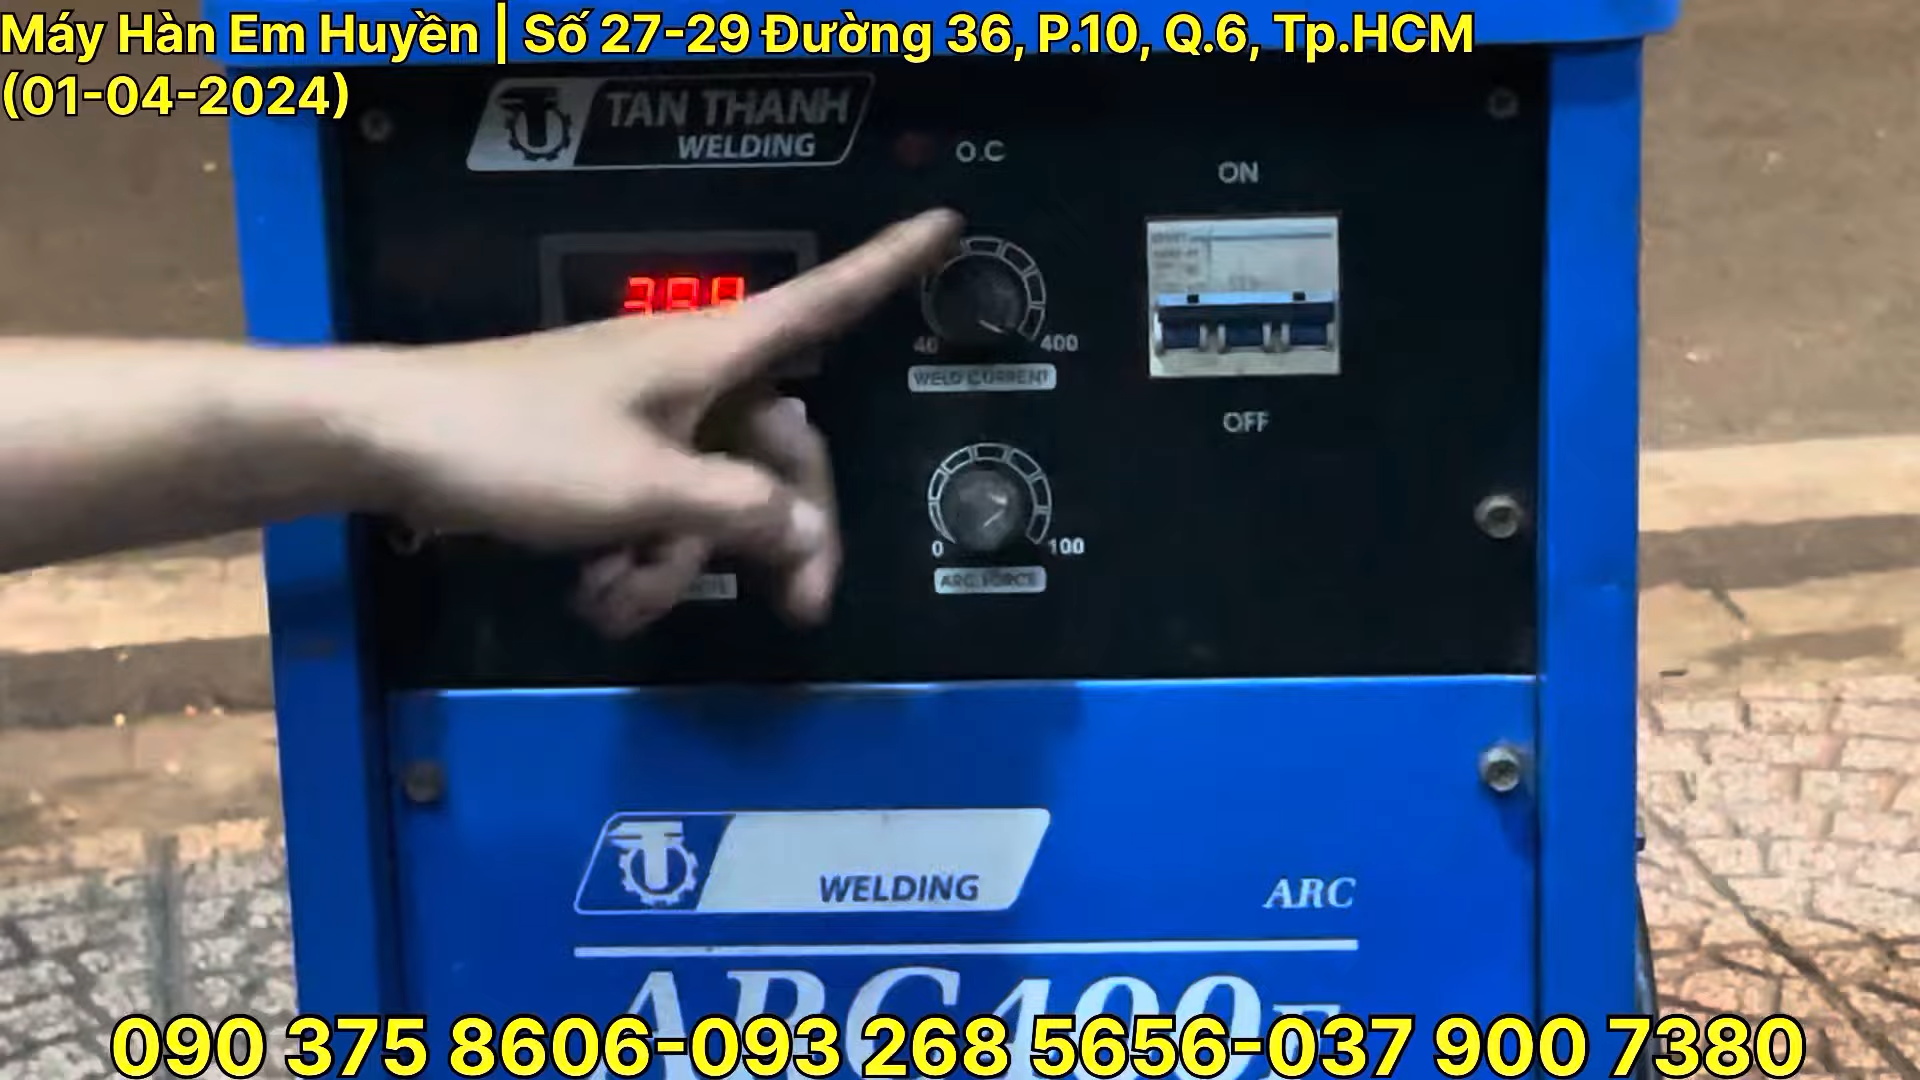 Máy Hàn Em Huyền | Số 27-29 Đường 36, P.10, Q.6, Tp.HCM
(01-04-2024)
TAN THANH
WELDING
O.C
ON
40
400
WELD CURRENT
OFF
0
100
ARC FORCE
WELDING
ARC
ARC400
090 375 8606-093 268 5656-037 900 7380